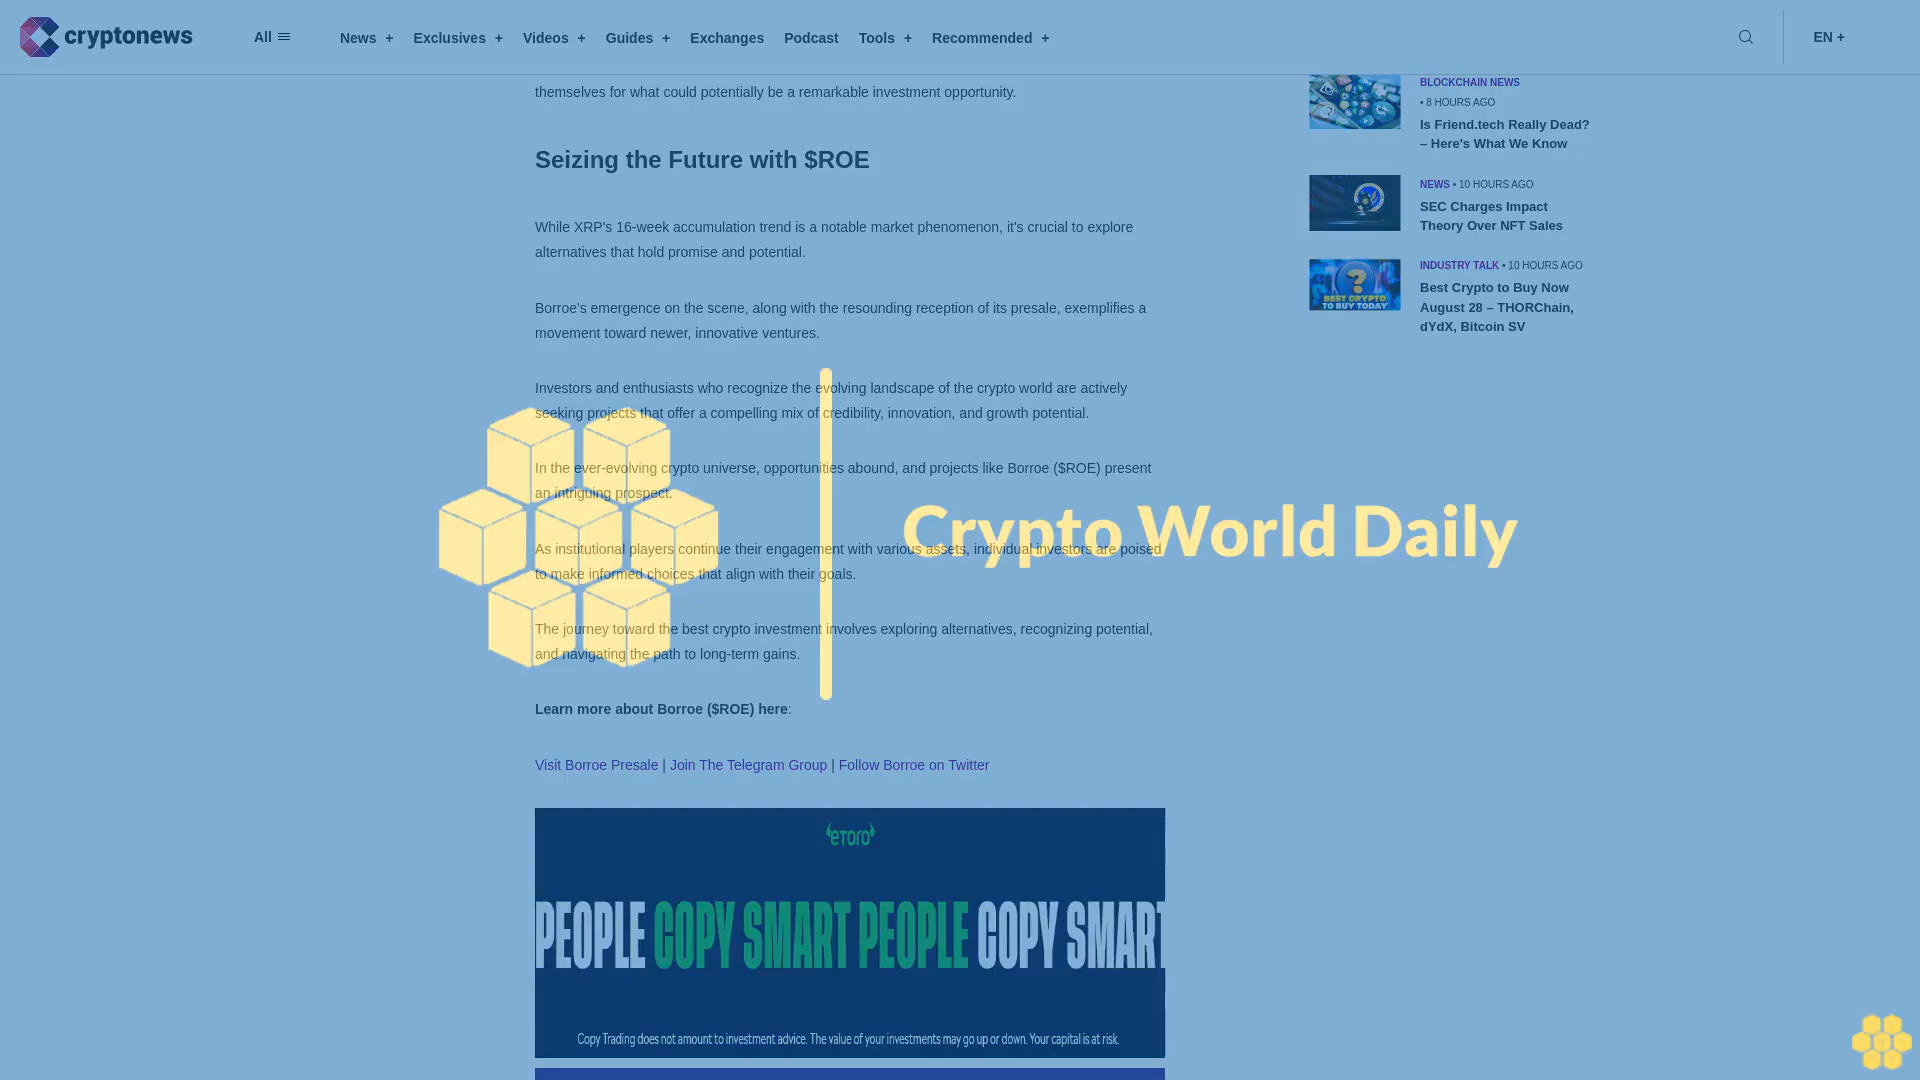 cryptonews
All
News +
Exclusives +
Videos +
Guides +
Exchanges
Podcast
Tools +
Recommended +
EN +
themselves for what could potentially be a remarkable investment opportunity.
Seizing the Future with $ROE
While XRP's 16-week accumulation trend is a notable market phenomenon, it's crucial to explore
alternatives that hold promise and potential.
Borroe's emergence on the scene, along with the resounding reception of its presale, exemplifies a
movement toward newer, innovative ventures.
Investors and enthusiasts who recognize the evolving landscape of the crypto world are actively
seeking projects that offer a compelling mix of credibility, innovation, and growth potential.
In the ever-evolving crypto universe, opportunities abound, and projects like Borroe ($ROE) present
an intriguing prospect.
As institutional players continue their engagement with various assets, individual investors are poised
to make informed choices that align with their goals.
The journey toward the best crypto investment involves exploring alternatives, recognizing potential,
and navigating the path to long-term gains.
Learn more about Borroe ($ROE) here:
Visit Borroe Presale | Join The Telegram Group | Follow Borroe on Twitter
eToro
PEOPLE COPY SMART PEOPLE COPY SMART
Copy Trading does not amount to investment advice. The value of your investments may go up or down. Your capital is at risk.
BLOCKCHAIN NEWS
• 8 HOURS AGO
Is Friend.tech Really Dead?
– Here's What We Know
NEWS • 10 HOURS AGO
SEC Charges Impact
Theory Over NFT Sales
BEST CRYPTO
TO BUY TODAY
INDUSTRY TALK • 10 HOURS AGO
Best Crypto to Buy Now
August 28 – THORChain,
dYdX, Bitcoin SV
Crypto World Daily